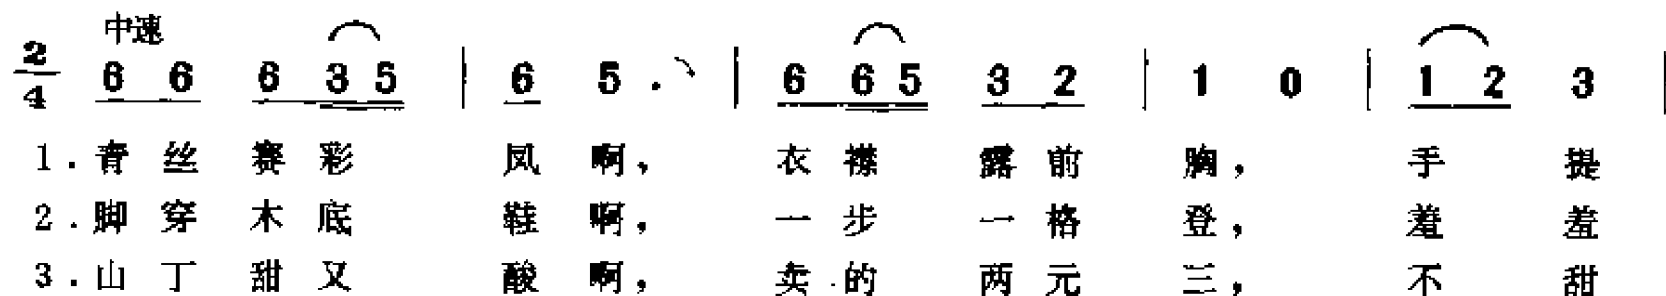 中速
2/4 6 6 6 3 5 | 6 5 . | 6 6 5 3 2 | 1 0 | 1 2 3 |
1.青丝赛彩 凤啊，衣襟露前胸，手提
2.脚穿木底 鞋啊，一步一格登，羞羞
3.山丁甜又 酸啊，卖的两元三，不甜